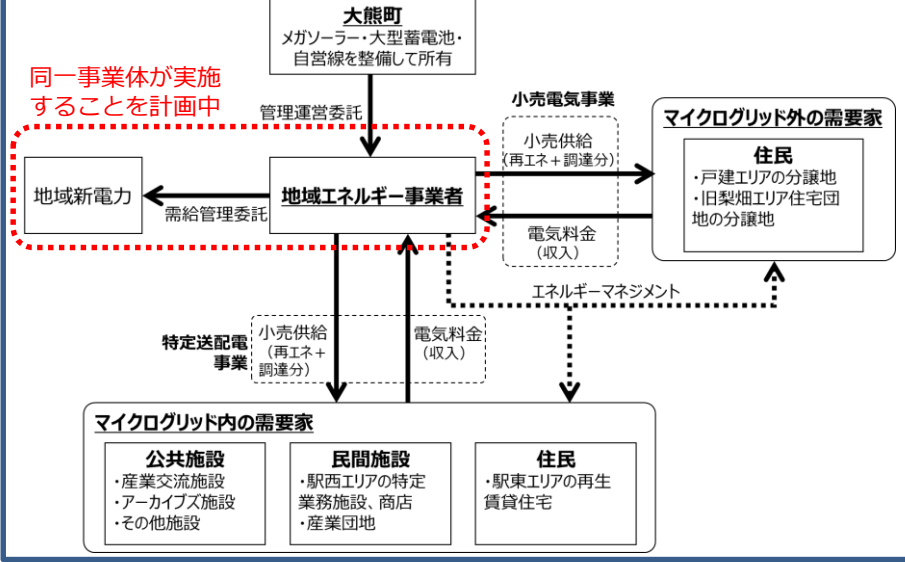 大熊町
メガソーラー・大型蓄電池・
自営線を整備して所有
同一事業体が実施
することを計画中
管理運営委託
小売電気事業
小売供給
(再エネ+調達分)
電気料金
(収入)
マイクログリッド外の需要家
住民
・戸建エリアの分譲地
・旧梨畑エリア住宅団
地の分譲地
地域新電力
需給管理委託
地域エネルギー事業者
エネルギーマネジメント
特定送配電
事業
小売供給
(再エネ+
調達分)
電気料金
(収入)
マイクログリッド内の需要家
公共施設
・産業交流施設
・アーカイブズ施設
・その他施設
民間施設
・駅西エリアの特定
業務施設、商店
・産業団地
住民
・駅東エリアの再生
賃貸住宅